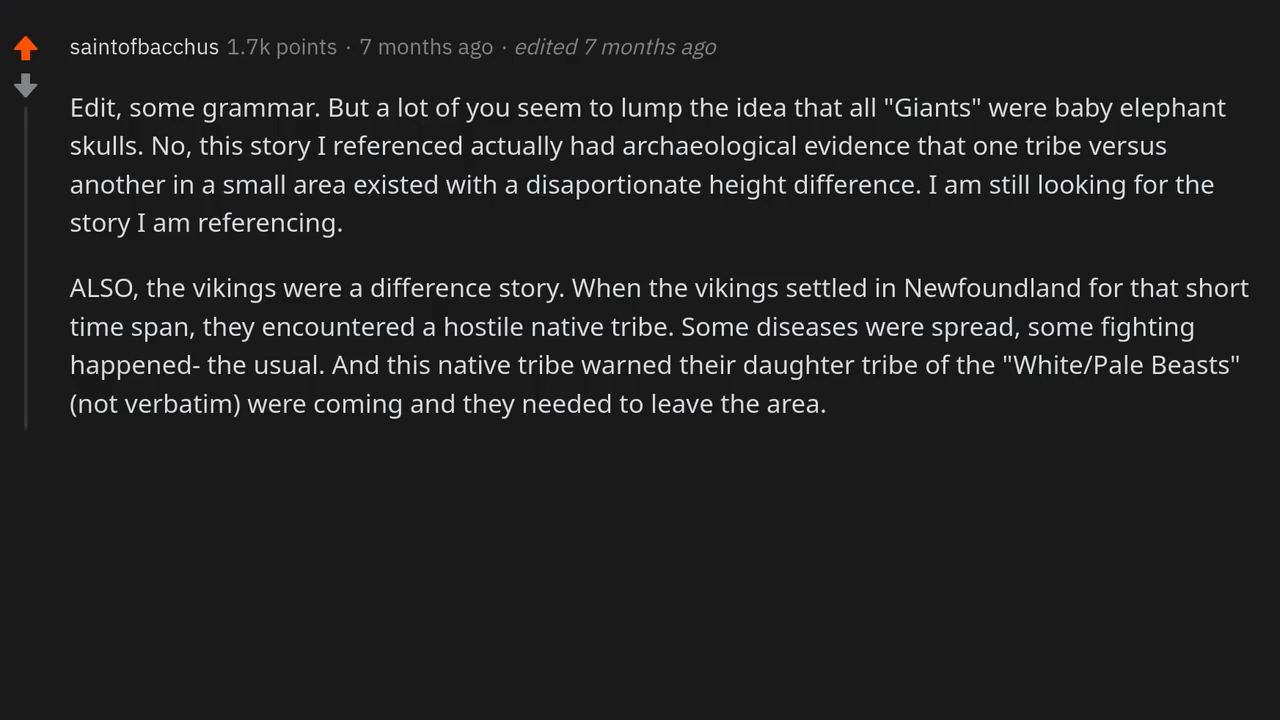 saintofbacchus 1.7k points · 7 months ago · edited 7 months ago
Edit, some grammar. But a lot of you seem to lump the idea that all "Giants" were baby elephant
skulls. No, this story I referenced actually had archaeological evidence that one tribe versus
another in a small area existed with a disaportionate height difference. I am still looking for the
story I am referencing.
ALSO, the vikings were a difference story. When the vikings settled in Newfoundland for that short
time span, they encountered a hostile native tribe. Some diseases were spread, some fighting
happened- the usual. And this native tribe warned their daughter tribe of the "White/Pale Beasts"
(not verbatim) were coming and they needed to leave the area.